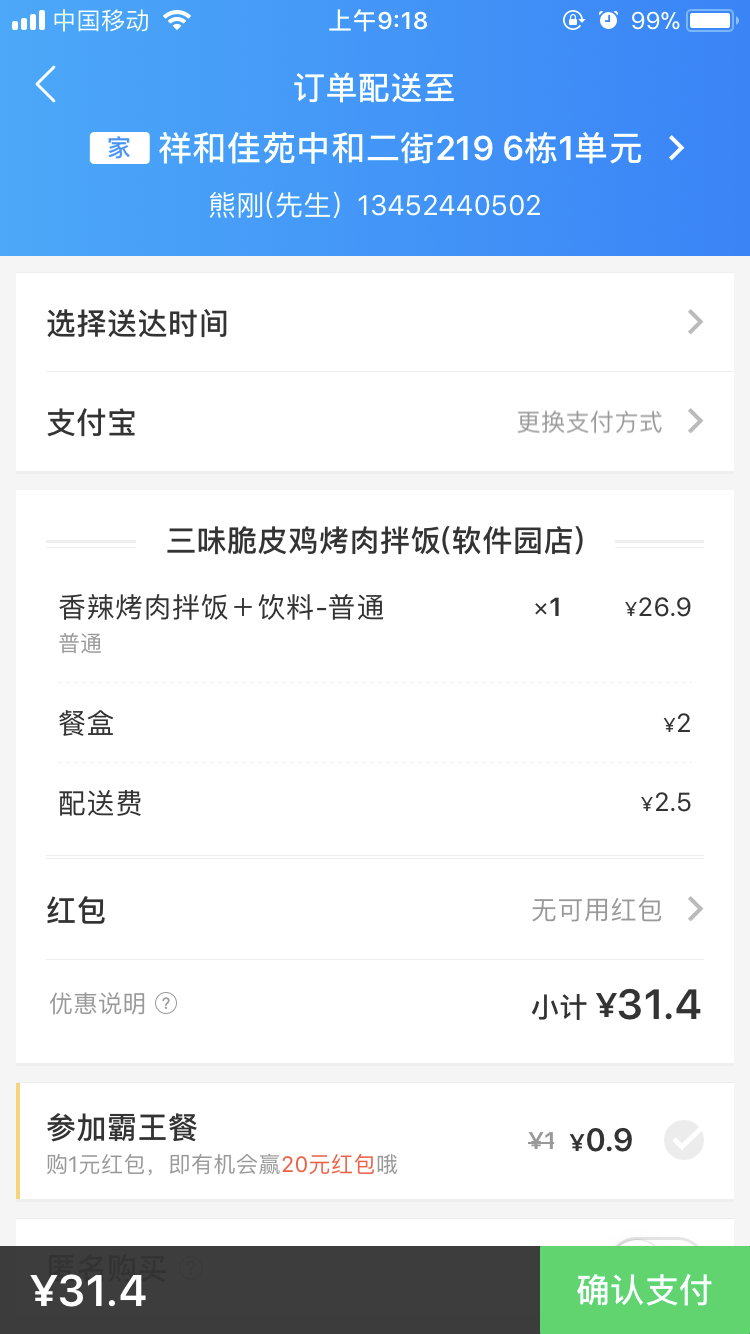 中国移动 上午9:18 99%
订单配送至
家 祥和佳苑中和二街219 6栋1单元
熊刚(先生) 13452440502
选择送达时间
支付宝 更换支付方式
三味脆皮鸡烤肉拌饭(软件园店)
香辣烤肉拌饭＋饮料-普通 ×1 ¥26.9
普通
餐盒 ¥2
配送费 ¥2.5
红包 无可用红包
优惠说明 ? 小计 ¥31.4
参加霸王餐 ¥1 ¥0.9
购1元红包，即有机会赢20元红包哦
匿名购买 ?
¥31.4 确认支付